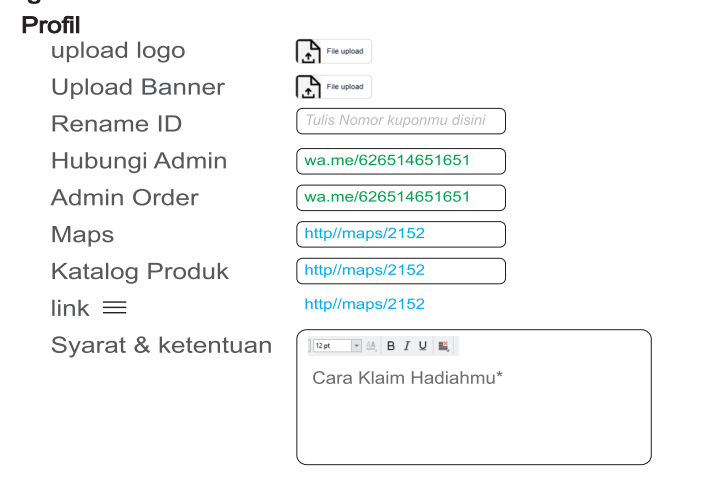 Profil
upload logo File upload
Upload Banner File upload
Rename ID Tulis Nomor kuponmu disini
Hubungi Admin wa.me/626514651651
Admin Order wa.me/626514651651
Maps http//maps/2152
Katalog Produk http//maps/2152
link http//maps/2152
Syarat & ketentuan
12 pt AA B I U
Cara Klaim Hadiahmu*